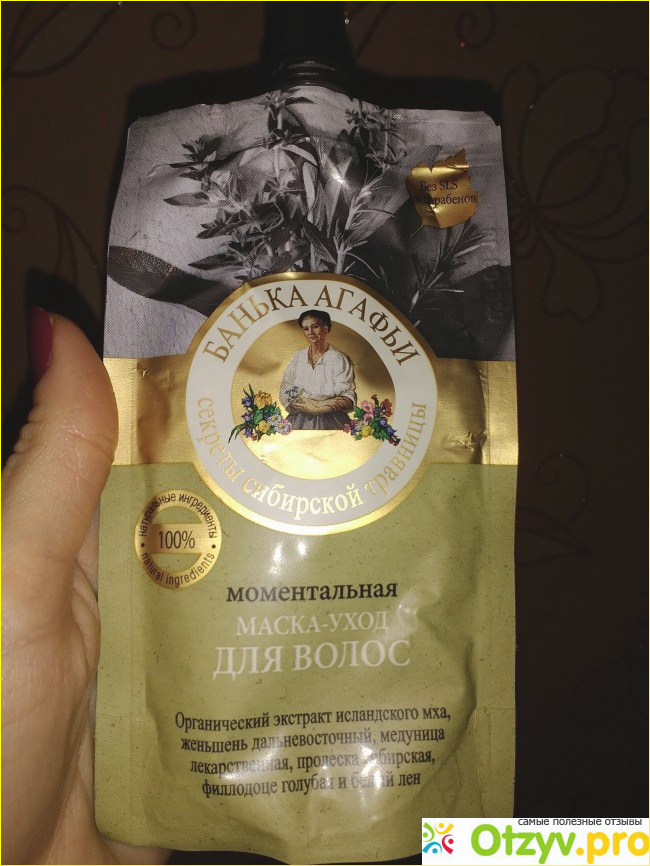 Без SLS
и парабенов
БАНЬКА АГАФЬИ
секреты сибирской травницы
натуральные ингредиенты
100%
natural ingredients
моментальная
МАСКА-УХОД
ДЛЯ ВОЛОС
Органический экстракт исландского мха,
женьшень дальневосточный, медуница
лекарственная, пролеска сибирская,
филлодоце голубая и белый лен
самые полезные отзывы
Otzyv.pro